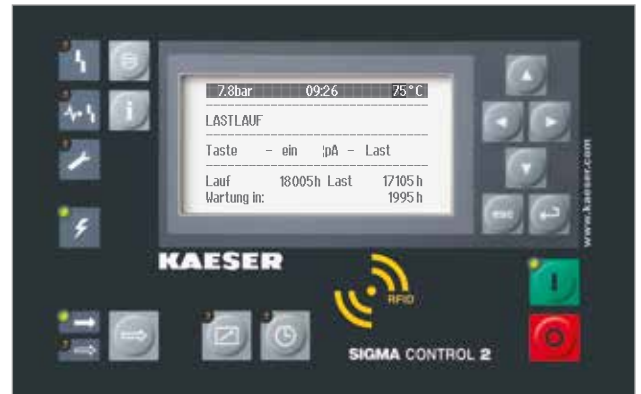 7.8bar 09:26 75°C
LASTLAUF
Taste - ein ¦pA - Last
Lauf 18005h Last 17105h
Wartung in: 1995h
esc
www.kaeser.com
KAESER
RFID
I
O
SIGMA CONTROL 2